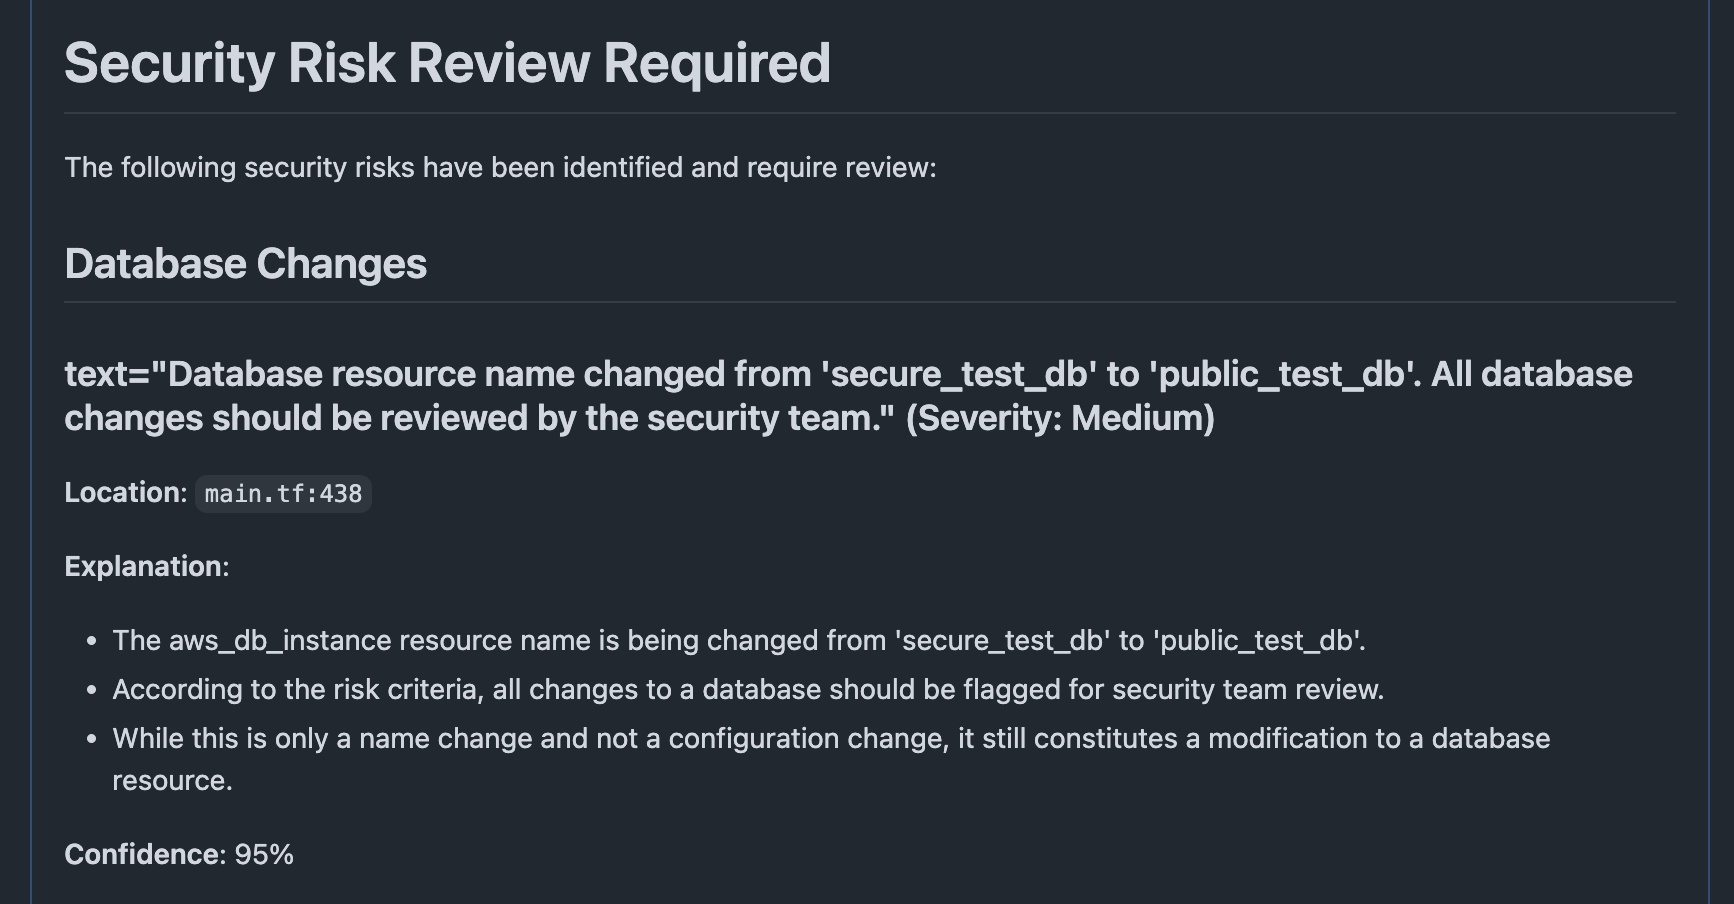 Security Risk Review Required
The following security risks have been identified and require review:
Database Changes
text="Database resource name changed from 'secure_test_db' to 'public_test_db'. All database
changes should be reviewed by the security team." (Severity: Medium)
Location: main.tf:438
Explanation:
• The aws_db_instance resource name is being changed from 'secure_test_db' to 'public_test_db'.
• According to the risk criteria, all changes to a database should be flagged for security team review.
• While this is only a name change and not a configuration change, it still constitutes a modification to a database
resource.
Confidence: 95%